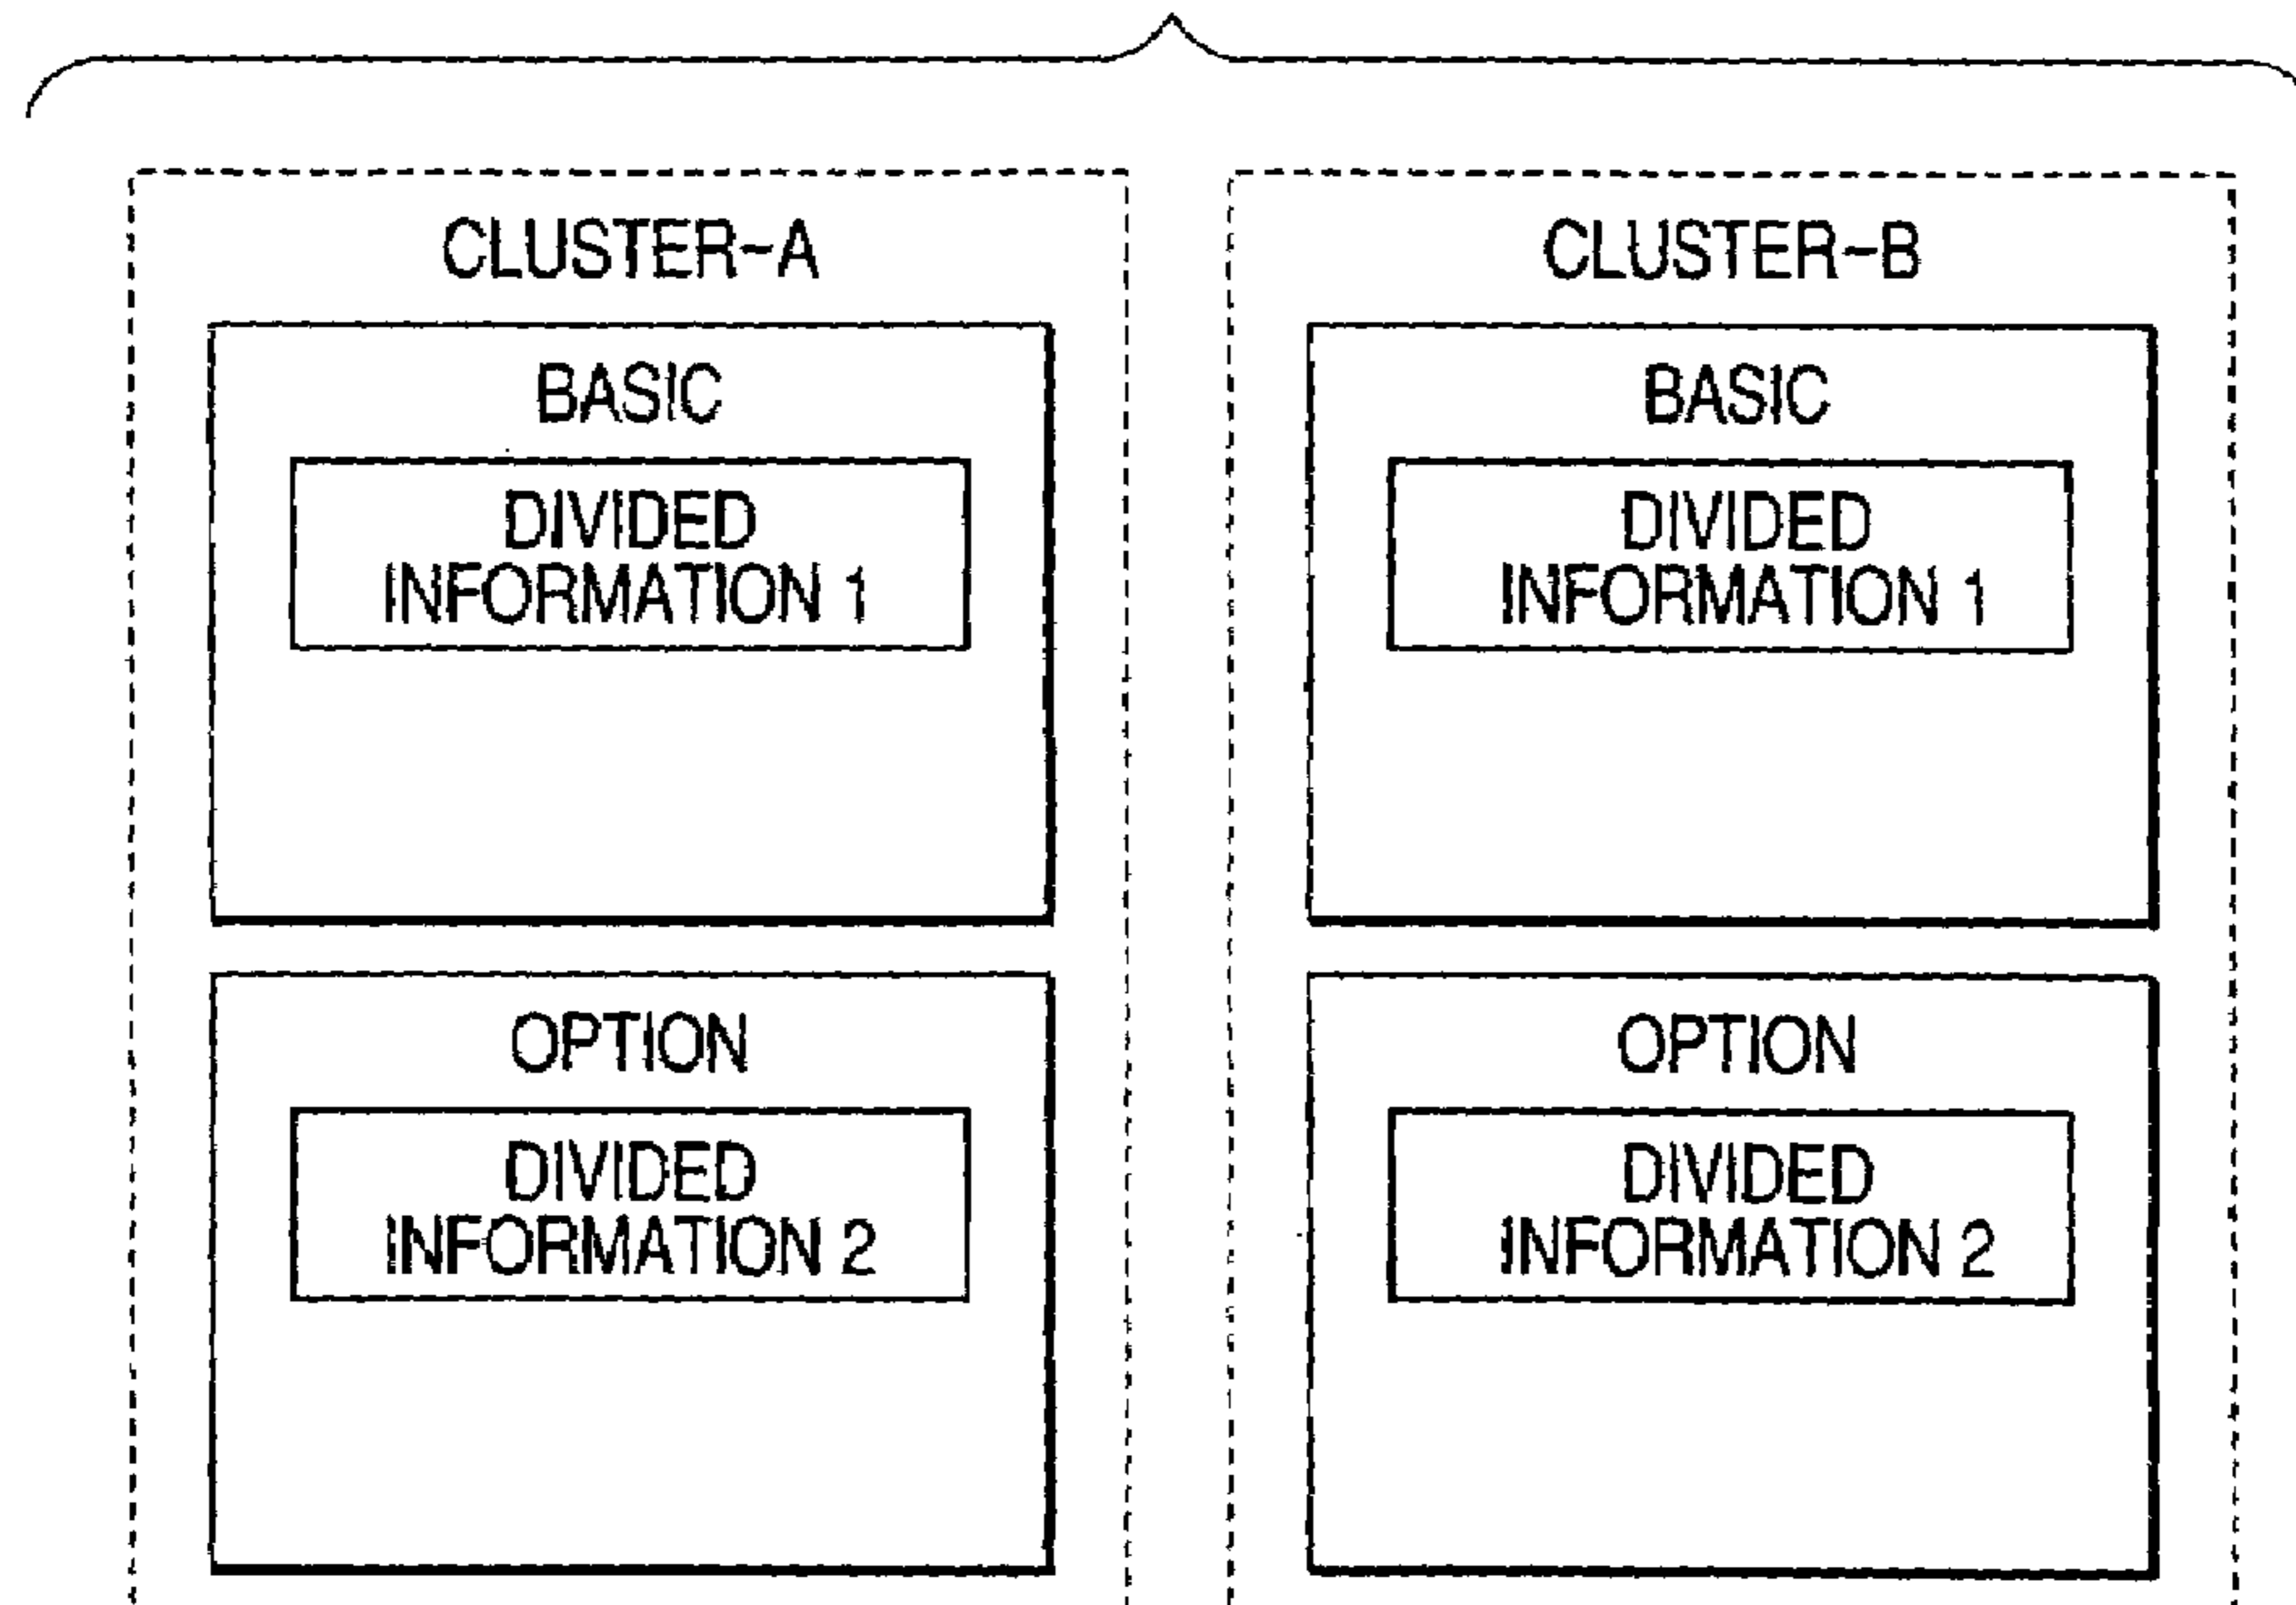 CLUSTER-A
BASIC
DIVIDED
INFORMATION 1
OPTION
DIVIDED
INFORMATION 2
CLUSTER-B
BASIC
DIVIDED
INFORMATION 1
OPTION
DIVIDED
INFORMATION 2